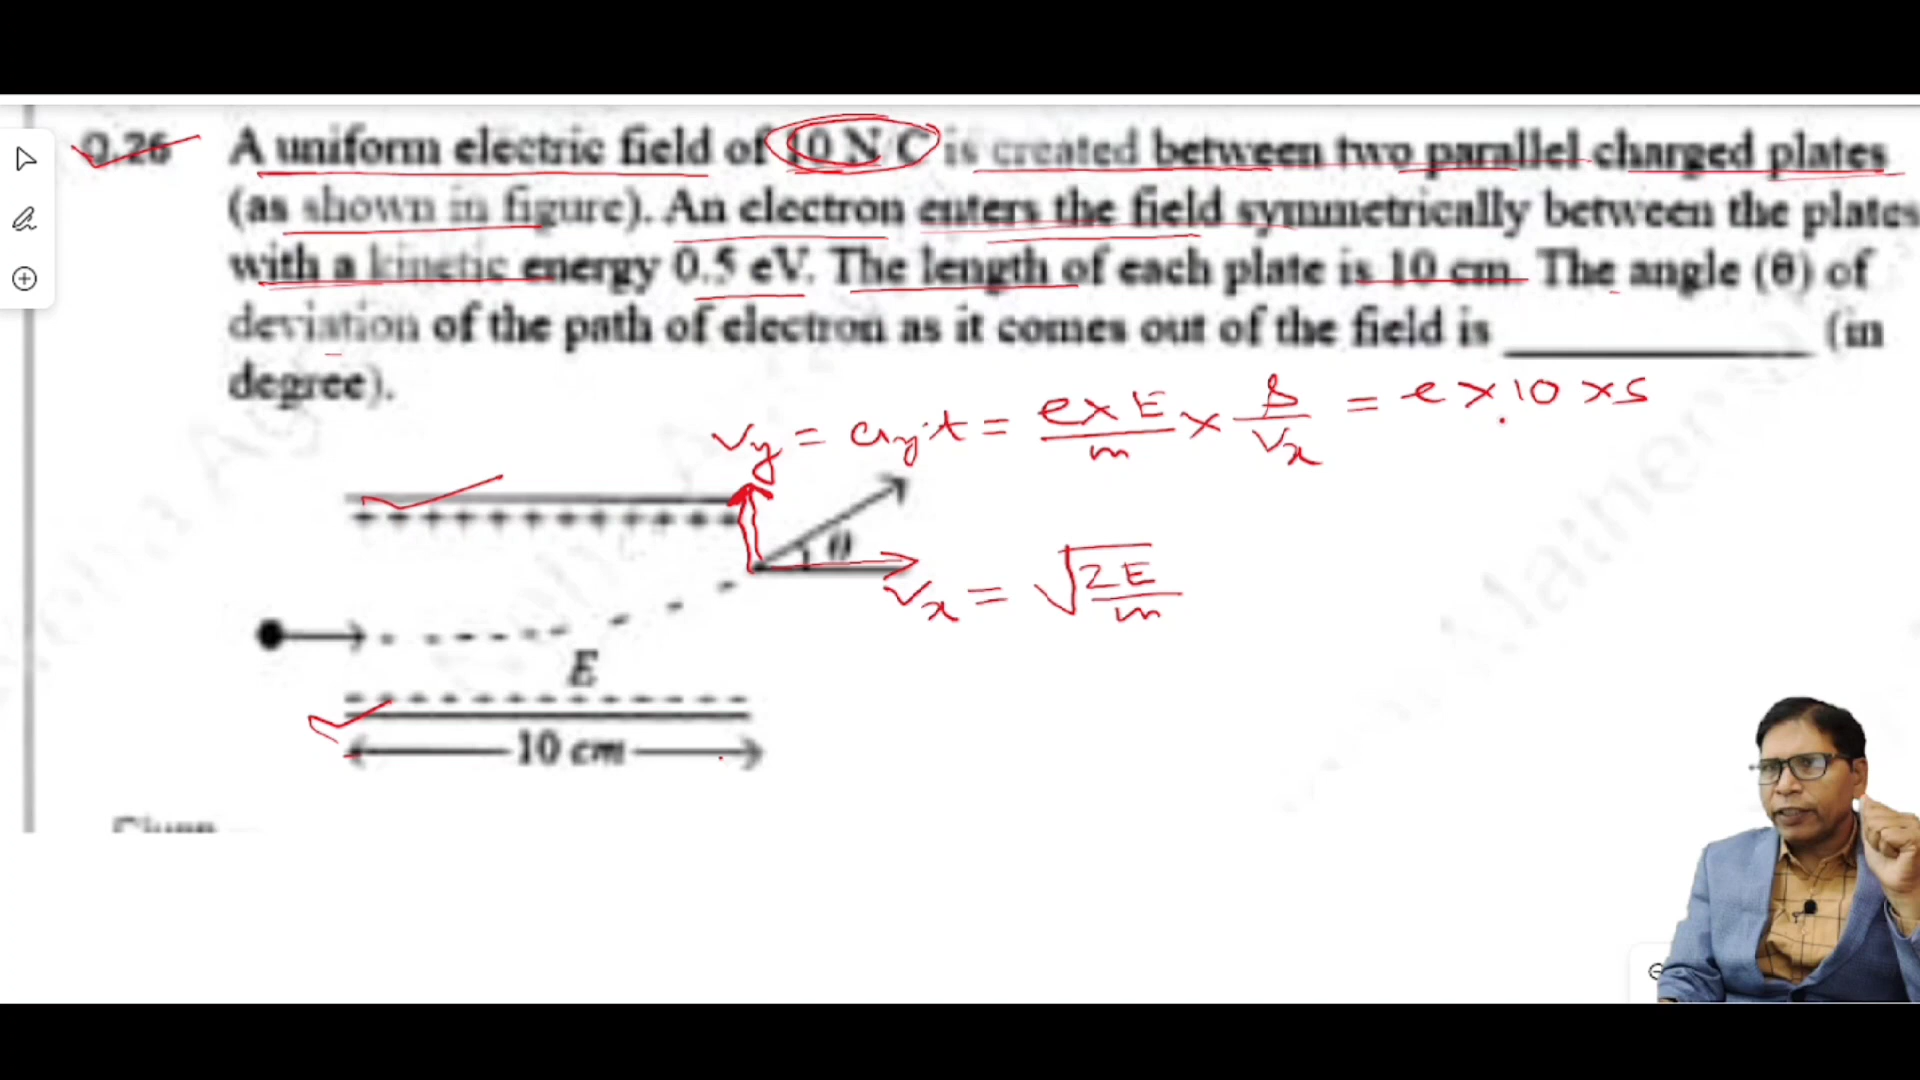 Q.26 A uniform electric field of 10 N/C is created between two parallel charged plates
(as shown in figure). An electron enters the field symmetrically between the plates
with a kinetic energy 0.5 eV. The length of each plate is 10 cm. The angle (θ) of
deviation of the path of electron as it comes out of the field is ____________ (in
degree).
Vy = ay.t = e×E/m × s/Vx = e×10×s
θ
Vx = √2E/m
E
10 cm